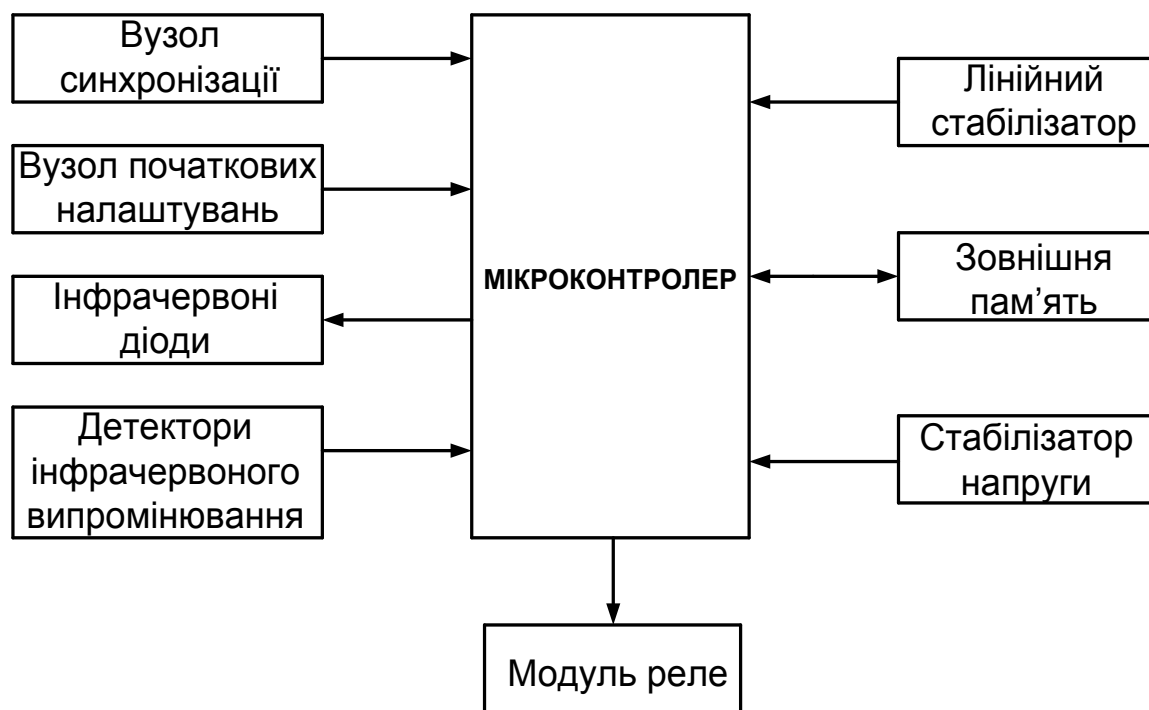 Вузол
синхронізації
Вузол початкових
налаштувань
Інфрачервоні
діоди
Детектори
інфрачервоного
випромінювання
МІКРОКОНТРОЛЕР
Лінійний
стабілізатор
Зовнішня
пам’ять
Стабілізатор
напруги
Модуль реле